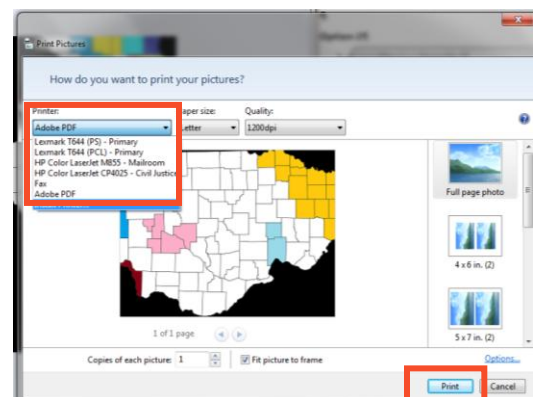 Print Pictures
How do you want to print your pictures?
Printer:
Paper size:
Quality:
Adobe PDF
Letter
1200dpi
Lexmark T644 (PS) - Primary
Lexmark T644 (PCL) - Primary
HP Color LaserJet M855 - Mailroom
HP Color LaserJet CP4025 - Civil Justice
Fax
Adobe PDF
Full page photo
4 x 6 in. (2)
5 x 7 in. (2)
1 of 1 page
Copies of each picture: 1
Fit picture to frame
Options...
Print
Cancel